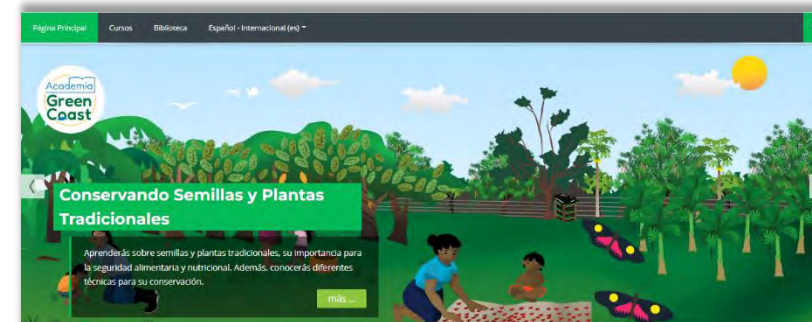 Página Principal Cursos Biblioteca Español - Internacional (es)
Academia
Green
Coast
Conservando Semillas y Plantas
Tradicionales
Aprenderás sobre semillas y plantas tradicionales, su importancia para
la seguridad alimentaria y nutricional. Además, conocerás diferentes
técnicas para su conservación.
más ...